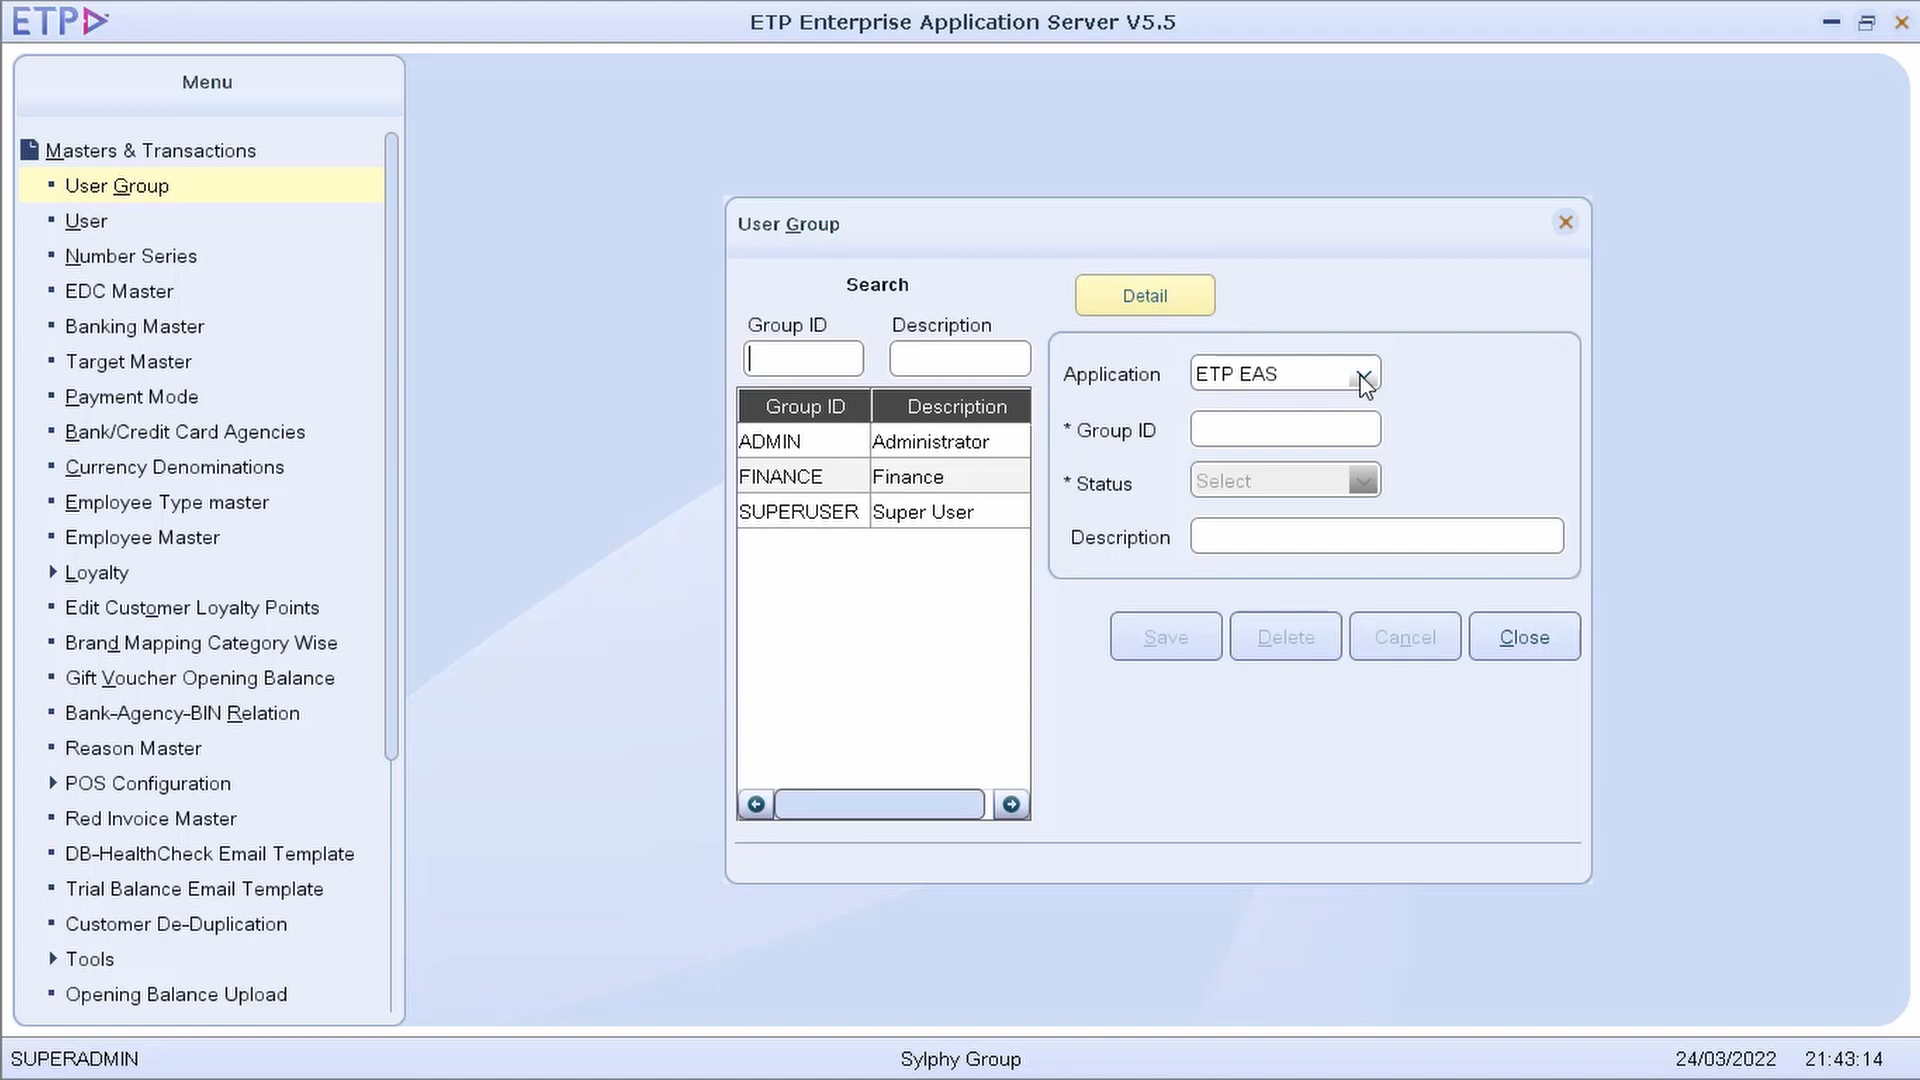 ETP
ETP Enterprise Application Server V5.5
Menu
Masters & Transactions
User Group
User
Number Series
EDC Master
Banking Master
Target Master
Payment Mode
Bank/Credit Card Agencies
Currency Denominations
Employee Type master
Employee Master
Loyalty
Edit Customer Loyalty Points
Brand Mapping Category Wise
Gift Voucher Opening Balance
Bank-Agency-BIN Relation
Reason Master
POS Configuration
Red Invoice Master
DB-HealthCheck Email Template
Trial Balance Email Template
Customer De-Duplication
Tools
Opening Balance Upload
User Group
Search
Group ID Description
Group ID Description
ADMIN Administrator
FINANCE Finance
SUPERUSER Super User
Detail
Application ETP EAS
* Group ID
* Status Select
Description
Save Delete Cancel Close
SUPERADMIN Sylphy Group 24/03/2022 21:43:14